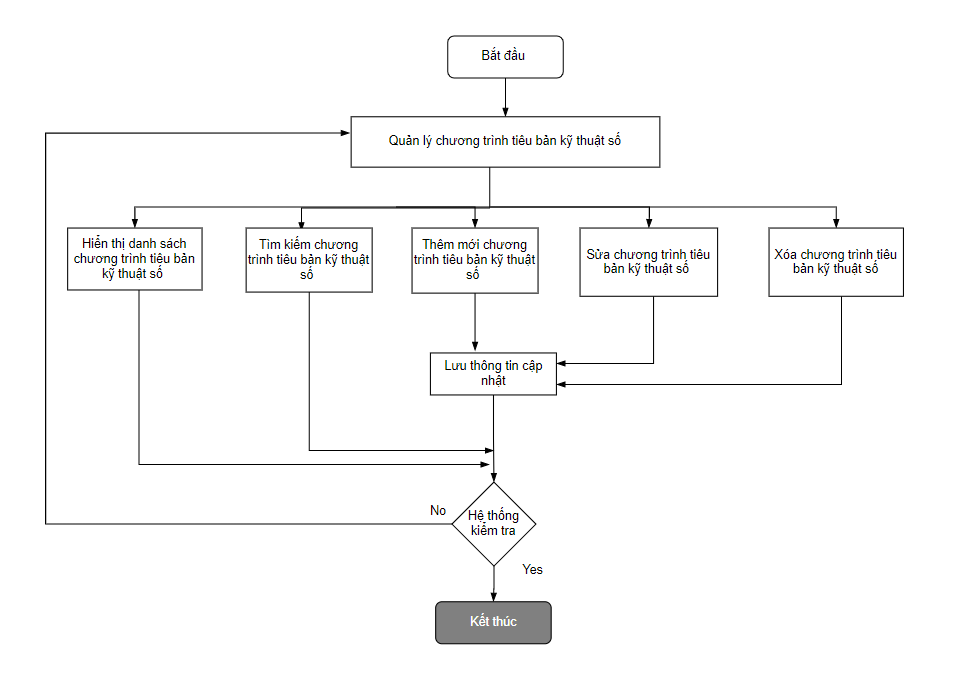 Bắt đầu
Quản lý chương trình tiêu bản kỹ thuật số
Hiển thị danh sách
chương trình tiêu bản
kỹ thuật số
Tìm kiếm chương
trình tiêu bản kỹ thuật
số
Thêm mới chương
trình tiêu bản kỹ thuật
số
Sửa chương trình tiêu
bản kỹ thuật số
Xóa chương trình tiêu
bản kỹ thuật số
Lưu thông tin cập
nhật
No
Hệ thống
kiểm tra
Yes
Kết thúc